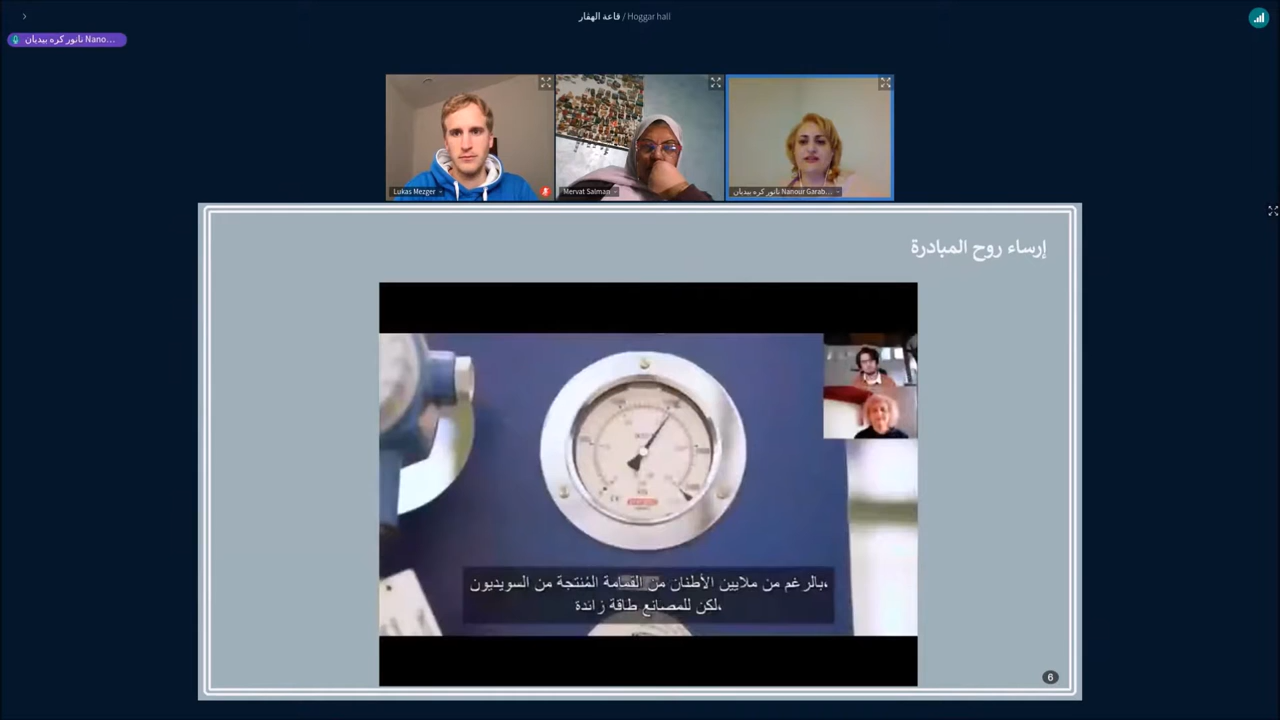 قاعة الهقار / Hoggar hall
نانور كره بيديان Nano...
Lukas Mezger
Mervat Salman
نانور كره بيديان Nanour Garab...
إرساء روح المبادرة
بالرغم من ملايين الأطنان من القمامة المُنتجة من السويديون،
لكن للمصانع طاقة زائدة،
6